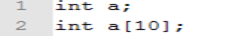 1 int a;
2 int a[10];